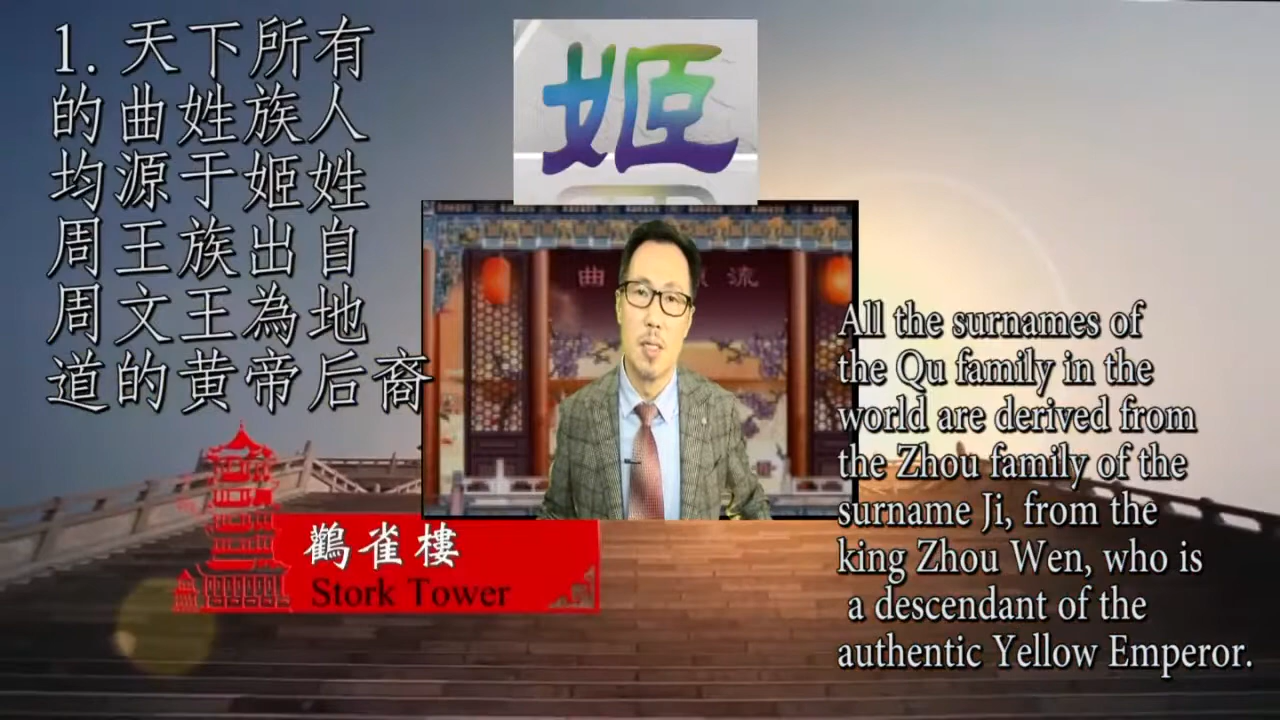 1. 天下所有
的曲姓族人
均源于姬姓
周王族出自
周文王為地
道的黄帝后裔
姬
曲 源流
鸛雀樓
Stork Tower
All the surnames of
the Qu family in the
world are derived from
the Zhou family of the
surname Ji, from the
king Zhou Wen, who is
a descendant of the
authentic Yellow Emperor.